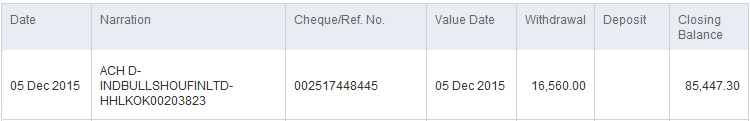 Date Narration Cheque/Ref. No. Value Date Withdrawal Deposit Closing
Balance
ACH D-
05 Dec 2015 INDBULLSHOUFINLTD- 002517448445 05 Dec 2015 16,560.00 85,447.30
HHLKOK00203823